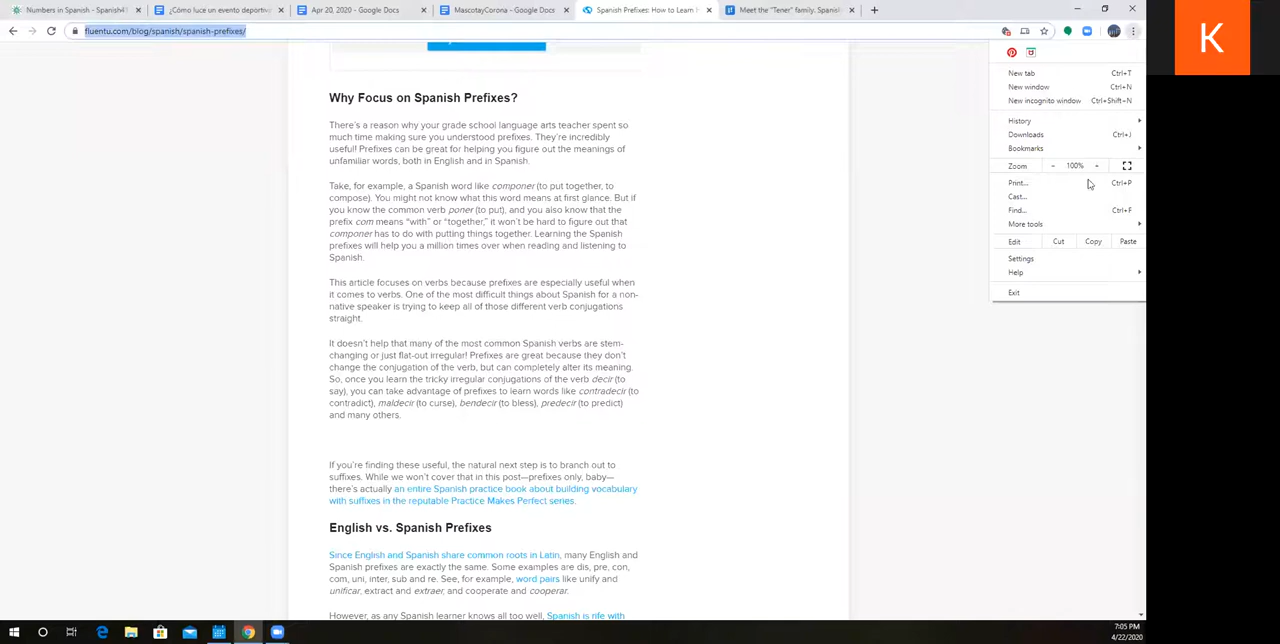 Numbers in Spanish - Spanish41
¿Cómo luce un evento deportiv
Apr 20, 2020 - Google Docs
MascotayCorona - Google Docs
Spanish Prefixes: How to Learn
Meet the "Tener" family. Spanis
fluentu.com/blog/spanish/spanish-prefixes/
K
New tab Ctrl+T
New window Ctrl+N
New incognito window Ctrl+Shift+N
History
Downloads Ctrl+J
Bookmarks
Zoom - 100% +
Print... Ctrl+P
Cast...
Find... Ctrl+F
More tools
Edit Cut Copy Paste
Settings
Help
Exit
Why Focus on Spanish Prefixes?
There's a reason why your grade school language arts teacher spent so
much time making sure you understood prefixes. They're incredibly
useful! Prefixes can be great for helping you figure out the meanings of
unfamiliar words, both in English and in Spanish.
Take, for example, a Spanish word like componer (to put together, to
compose). You might not know what this word means at first glance. But if
you know the common verb poner (to put), and you also know that the
prefix com means "with" or "together," it won't be hard to figure out that
componer has to do with putting things together. Learning the Spanish
prefixes will help you a million times over when reading and listening to
Spanish.
This article focuses on verbs because prefixes are especially useful when
it comes to verbs. One of the most difficult things about Spanish for a non-
native speaker is trying to keep all of those different verb conjugations
straight.
It doesn't help that many of the most common Spanish verbs are stem-
changing or just flat-out irregular! Prefixes are great because they don't
change the conjugation of the verb, but can completely alter its meaning.
So, once you learn the tricky irregular conjugations of the verb decir (to
say), you can take advantage of prefixes to learn words like contradecir (to
contradict), maldecir (to curse), bendecir (to bless), predecir (to predict)
and many others.
If you're finding these useful, the natural next step is to branch out to
suffixes. While we won't cover that in this post—prefixes only, baby—
there's actually an entire Spanish practice book about building vocabulary
with suffixes in the reputable Practice Makes Perfect series.
English vs. Spanish Prefixes
Since English and Spanish share common roots in Latin, many English and
Spanish prefixes are exactly the same. Some examples are dis, pre, con,
com, uni, inter, sub and re. See, for example, word pairs like unify and
unificar, extract and extraer, and cooperate and cooperar.
However, as any Spanish learner knows all too well, Spanish is rife with
7:05 PM
4/22/2020